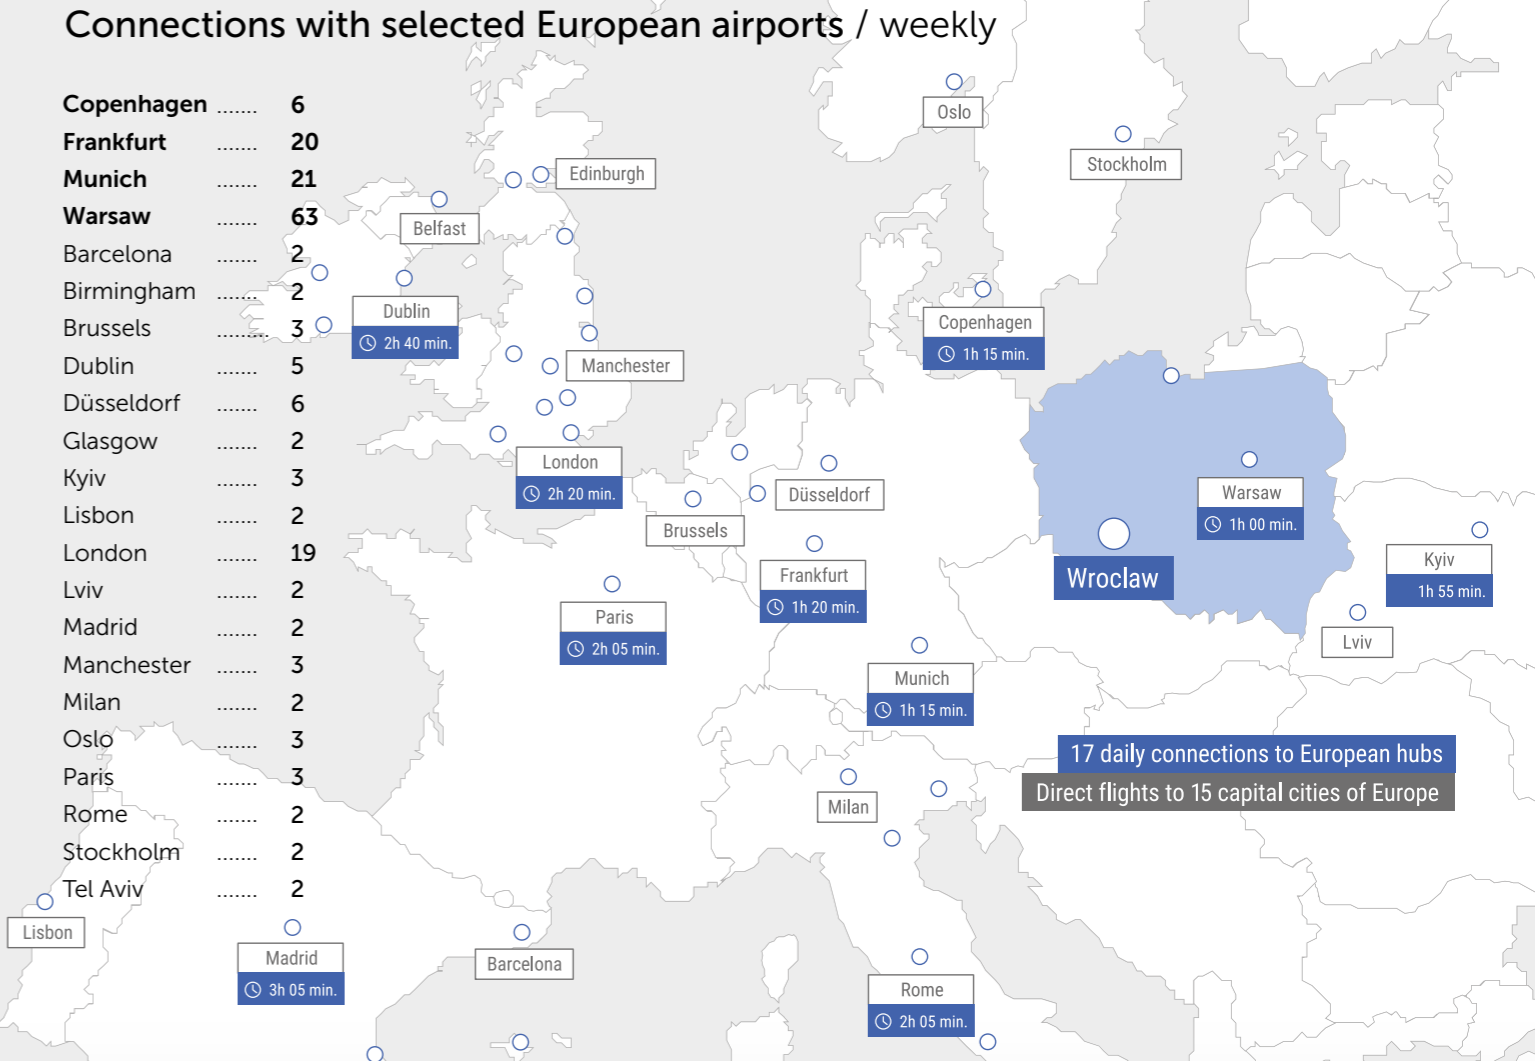 Connections with selected European airports / weekly
Copenhagen ....... 6
Frankfurt ....... 20
Munich ....... 21
Warsaw ....... 63
Barcelona ....... 2
Birmingham ....... 2
Brussels ......... 3
Dublin ....... 5
Düsseldorf ....... 6
Glasgow ....... 2
Kyiv ....... 3
Lisbon ....... 2
London ....... 19
Lviv ....... 2
Madrid ....... 2
Manchester ....... 3
Milan ....... 2
Oslo ....... 3
Paris ....... 3
Rome ....... 2
Stockholm ....... 2
Tel Aviv ....... 2
Oslo
Stockholm
Edinburgh
Belfast
Dublin
2h 40 min.
Copenhagen
1h 15 min.
Manchester
London
2h 20 min.
Düsseldorf
Brussels
Warsaw
1h 00 min.
Frankfurt
1h 20 min.
Wroclaw
Kyiv
1h 55 min.
Paris
2h 05 min.
Lviv
Munich
1h 15 min.
17 daily connections to European hubs
Direct flights to 15 capital cities of Europe
Milan
Lisbon
Madrid
3h 05 min.
Barcelona
Rome
2h 05 min.